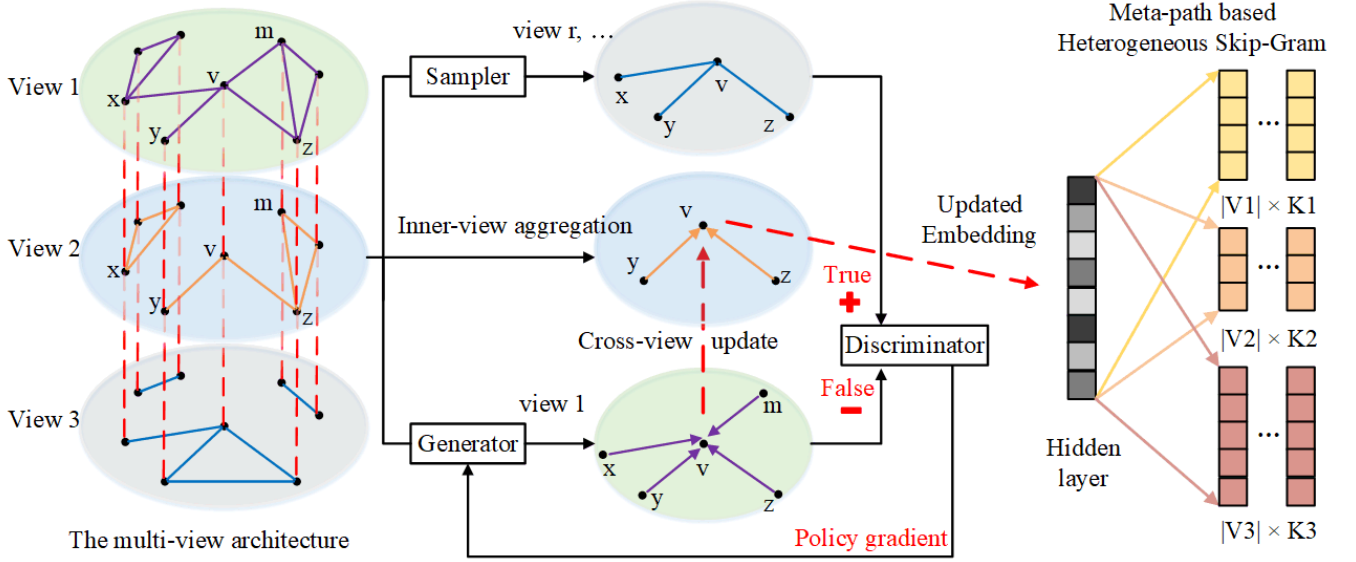 View 1
m
v
x
y
z
View 2
m
v
x
y
z
View 3
The multi-view architecture
Sampler
view r, ...
v
x
y
z
Inner-view aggregation
v
y
z
Cross-view update
Generator
view 1
m
x
v
y
z
True
+
Discriminator
False
−
Policy gradient
Updated
Embedding
Hidden
layer
Meta-path based
Heterogeneous Skip-Gram
...
|V1| × K1
...
|V2| × K2
...
|V3| × K3